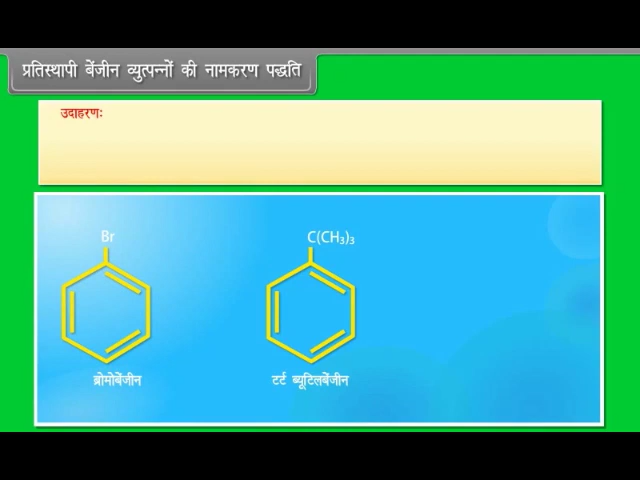 प्रतिस्थापी बेंजीन व्युत्पन्नों की नामकरण पद्धति
उदाहरणः
Br
C(CH₃)₃
ब्रोमोबेंजीन
टर्ट ब्यूटिलबेंजीन